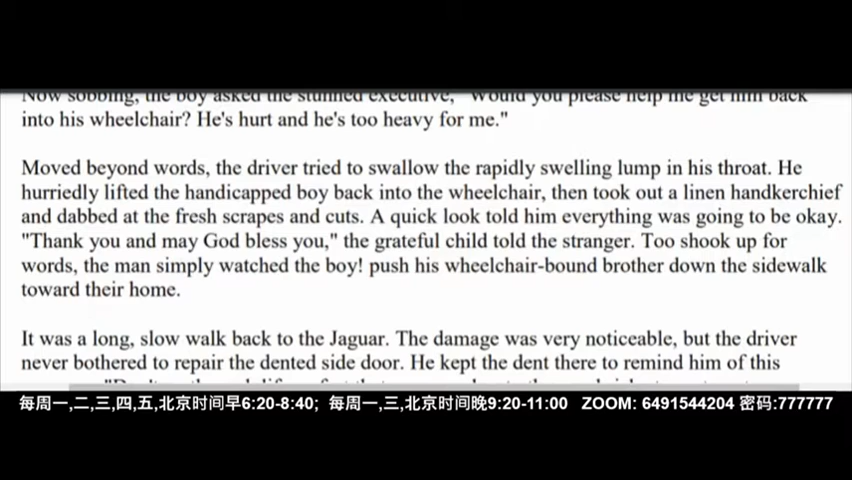 Now sobbing, the boy asked the stunned executive, "Would you please help me get him back
into his wheelchair? He's hurt and he's too heavy for me."
Moved beyond words, the driver tried to swallow the rapidly swelling lump in his throat. He
hurriedly lifted the handicapped boy back into the wheelchair, then took out a linen handkerchief
and dabbed at the fresh scrapes and cuts. A quick look told him everything was going to be okay.
"Thank you and may God bless you," the grateful child told the stranger. Too shook up for
words, the man simply watched the boy! push his wheelchair-bound brother down the sidewalk
toward their home.
It was a long, slow walk back to the Jaguar. The damage was very noticeable, but the driver
never bothered to repair the dented side door. He kept the dent there to remind him of this
每周一,二,三,四,五,北京时间早6:20-8:40; 每周一,三,北京时间晚9:20-11:00 ZOOM: 6491544204 密码:777777